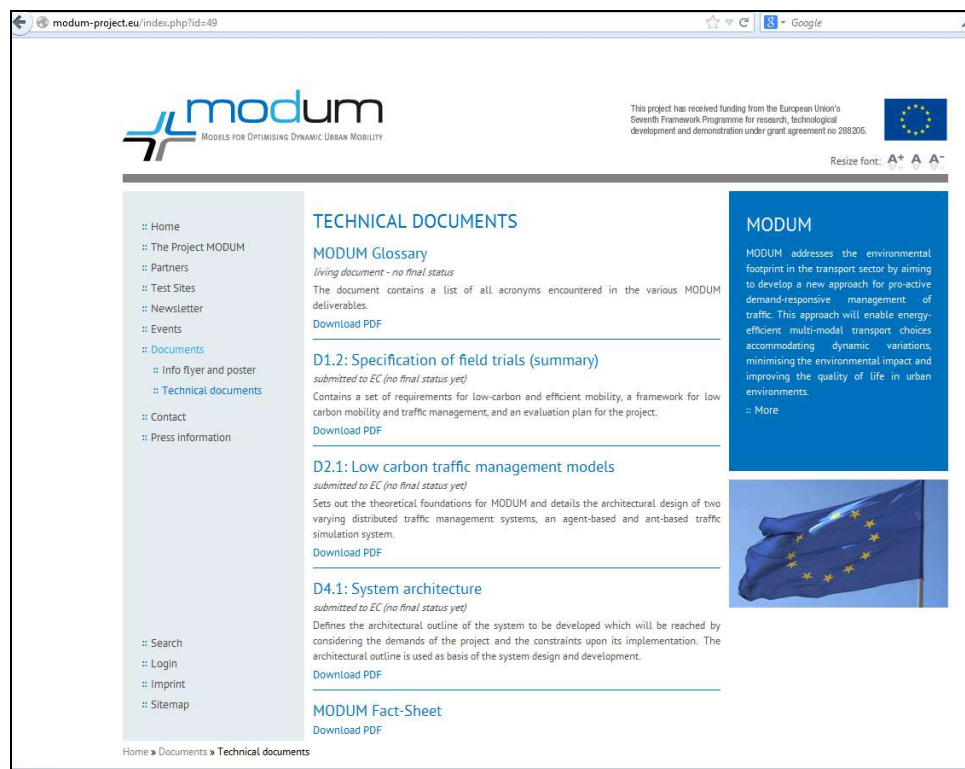 modum-project.eu/index.php?id=49
Google
modum
MODELS FOR OPTIMISING DYNAMIC URBAN MOBILITY
This project has received funding from the European Union's
Seventh Framework Programme for research, technological
development and demonstration under grant agreement no 288205.
Resize font: A+ A A-
:: Home
:: The Project MODUM
:: Partners
:: Test Sites
:: Newsletter
:: Events
:: Documents
:: Info flyer and poster
:: Technical documents
:: Contact
:: Press information
:: Search
:: Login
:: Imprint
:: Sitemap
TECHNICAL DOCUMENTS
MODUM Glossary
living document - no final status
The document contains a list of all acronyms encountered in the various MODUM
deliverables.
Download PDF
D1.2: Specification of field trials (summary)
submitted to EC (no final status yet)
Contains a set of requirements for low-carbon and efficient mobility, a framework for low
carbon mobility and traffic management, and an evaluation plan for the project.
Download PDF
D2.1: Low carbon traffic management models
submitted to EC (no final status yet)
Sets out the theoretical foundations for MODUM and details the architectural design of two
varying distributed traffic management systems, an agent-based and ant-based traffic
simulation system.
Download PDF
D4.1: System architecture
submitted to EC (no final status yet)
Defines the architectural outline of the system to be developed which will be reached by
considering the demands of the project and the constraints upon its implementation. The
architectural outline is used as basis of the system design and development.
Download PDF
MODUM Fact-Sheet
Download PDF
MODUM
MODUM addresses the environmental
footprint in the transport sector by aiming
to develop a new approach for pro-active
demand-responsive management of
traffic. This approach will enable energy-
efficient multi-modal transport choices
accommodating dynamic variations,
minimising the environmental impact and
improving the quality of life in urban
environments.
:: More
Home » Documents » Technical documents